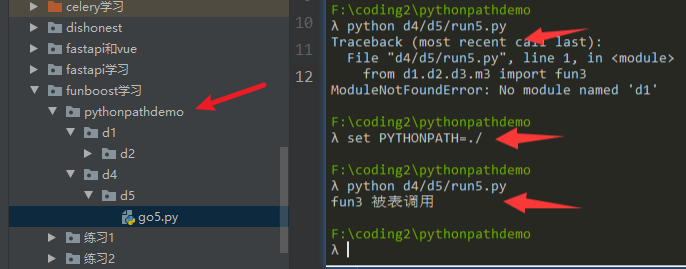 celery学习
dishonest
fastapi和vue
fastapi学习
funboost学习
pythonpathdemo
d1
d2
d4
d5
go5.py
练习1
练习2
12
F:\coding2\pythonpathdemo
λ python d4/d5/run5.py
Traceback (most recent call last):
File "d4/d5/run5.py", line 1, in <module>
from d1.d2.d3.m3 import fun3
ModuleNotFoundError: No module named 'd1'
F:\coding2\pythonpathdemo
λ set PYTHONPATH=./
F:\coding2\pythonpathdemo
λ python d4/d5/run5.py
fun3 被表调用
F:\coding2\pythonpathdemo
λ